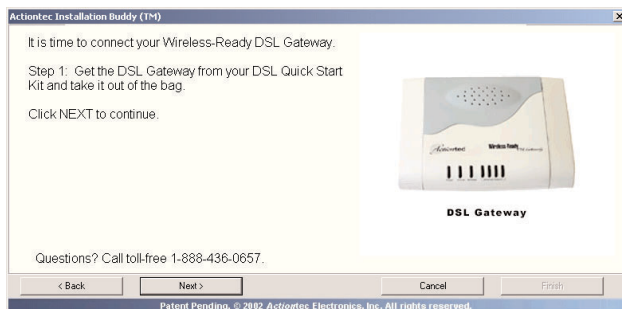 Actiontec Installation Buddy (TM)
It is time to connect your Wireless-Ready DSL Gateway.
Step 1: Get the DSL Gateway from your DSL Quick Start
Kit and take it out of the bag.
Click NEXT to continue.
Actiontec
Wireless Ready
DSL Gateway
Questions? Call toll-free 1-888-436-0657.
< Back
Next >
Cancel
Finish
Patent Pending. © 2002 Actiontec Electronics, Inc. All rights reserved.